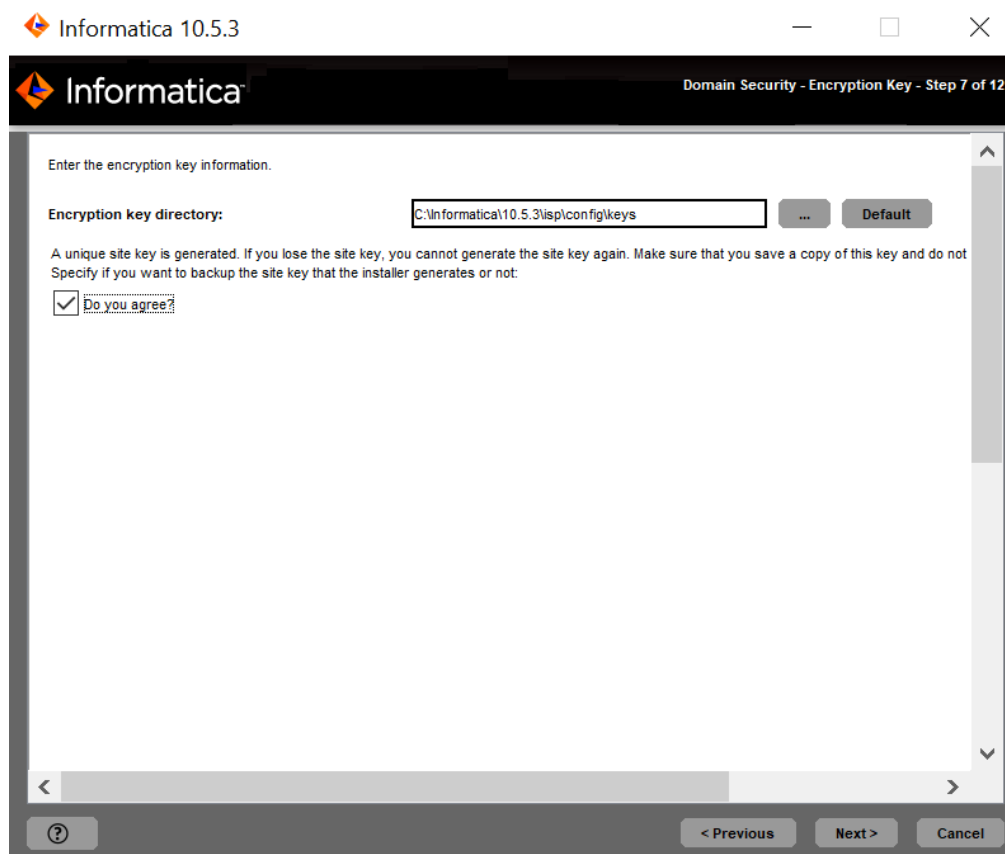 Informatica 10.5.3
Informatica
Domain Security - Encryption Key - Step 7 of 12
Enter the encryption key information.
Encryption key directory:
C:\Informatica\10.5.3\isp\config\keys
...
Default
A unique site key is generated. If you lose the site key, you cannot generate the site key again. Make sure that you save a copy of this key and do not
Specify if you want to backup the site key that the installer generates or not:
Do you agree?
?
< Previous
Next >
Cancel